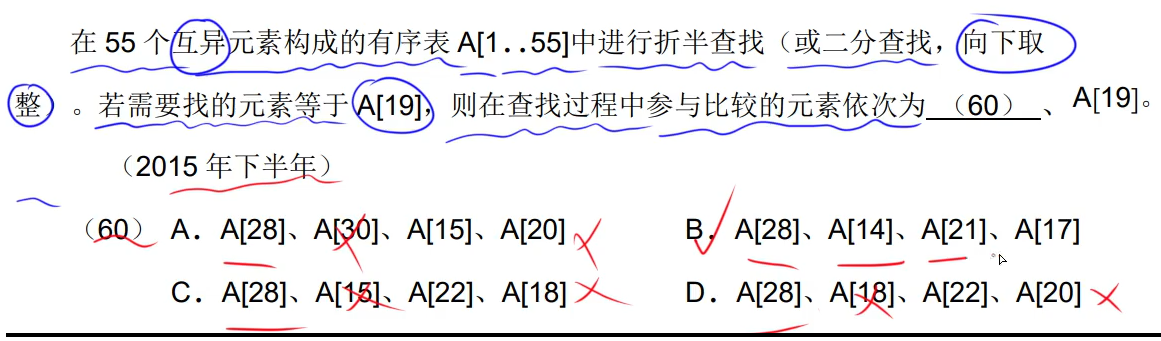 在 55 个互异元素构成的有序表 A[1..55]中进行折半查找（或二分查找，向下取
整）。若需要找的元素等于 A[19]，则在查找过程中参与比较的元素依次为 （60） 、A[19]。
（2015 年下半年）
（60） A．A[28]、A[30]、A[15]、A[20] B．A[28]、A[14]、A[21]、A[17]
C．A[28]、A[15]、A[22]、A[18] D．A[28]、A[18]、A[22]、A[20]